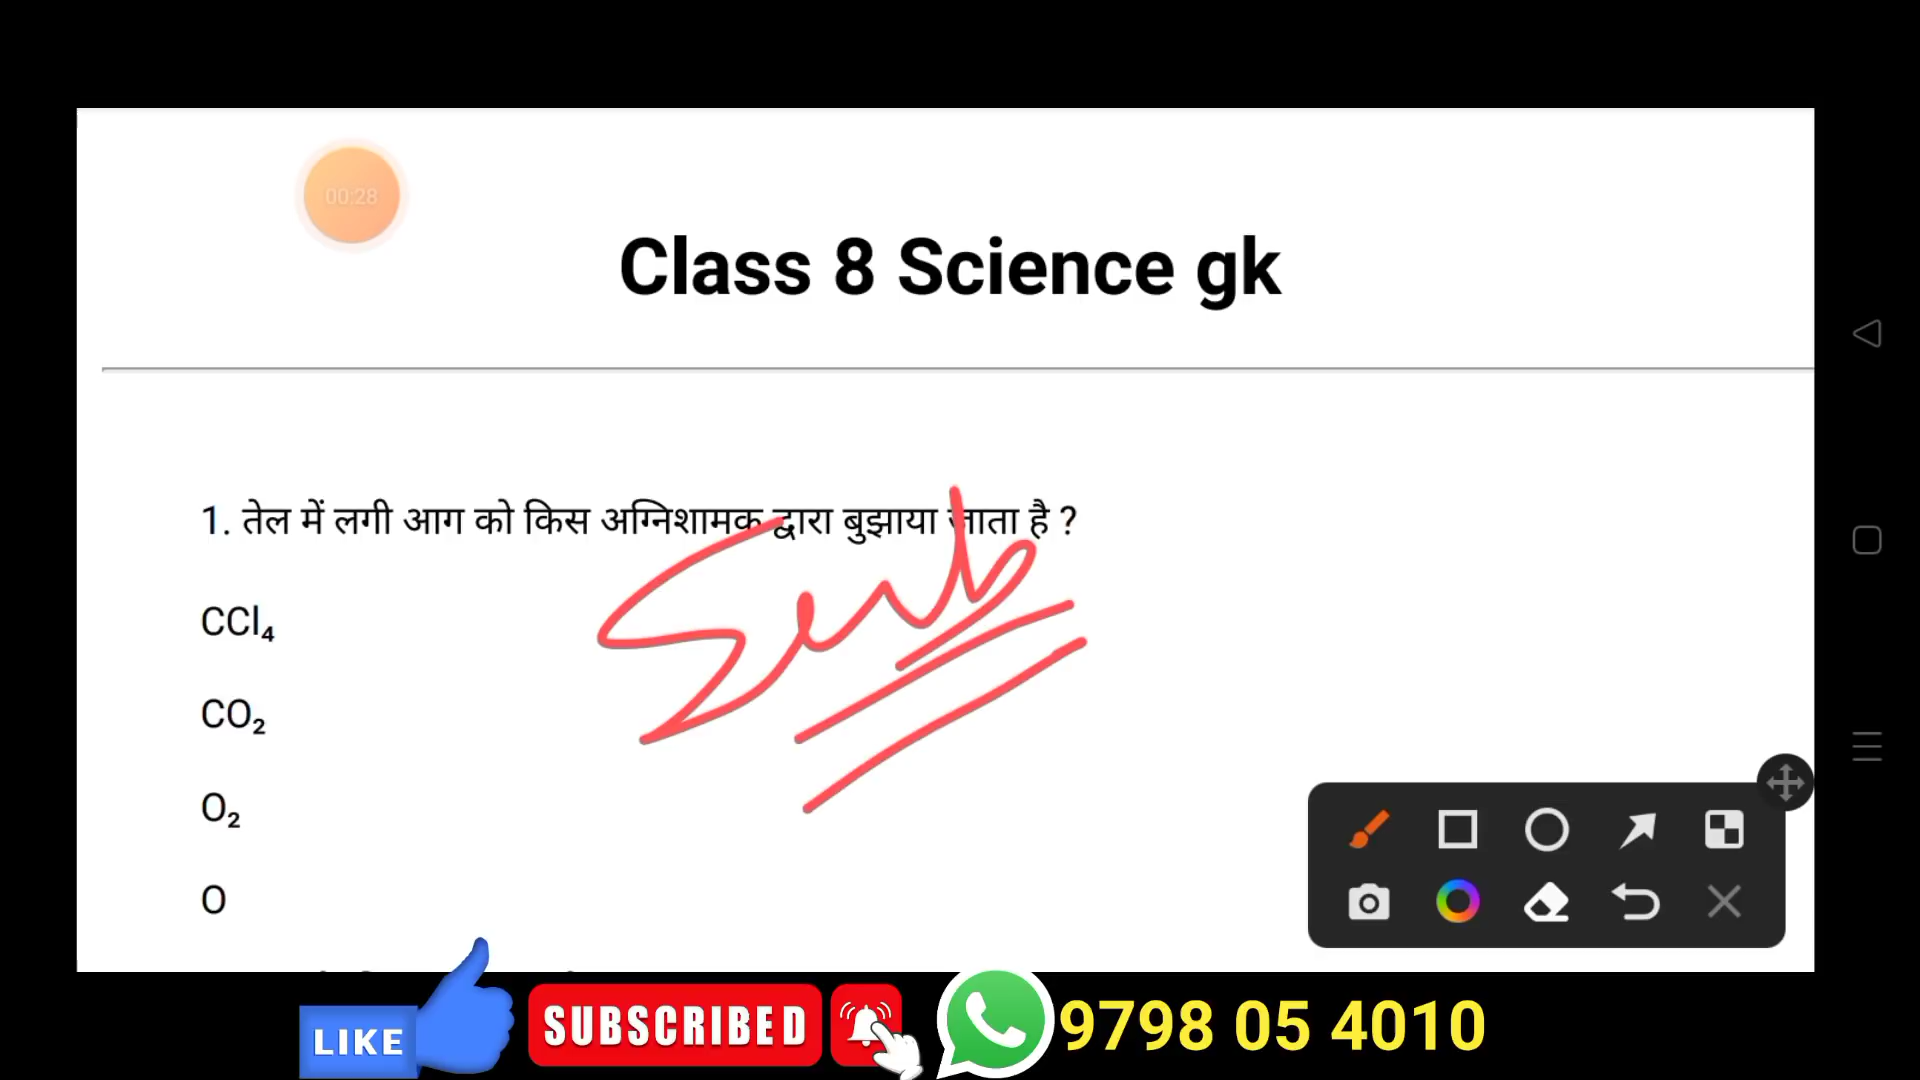 00:28
Class 8 Science gk
1. तेल में लगी आग को किस अग्निशामक द्वारा बुझाया जाता है ?
CCl₄
CO₂
O₂
O
LIKE
SUBSCRIBED
9798 05 4010